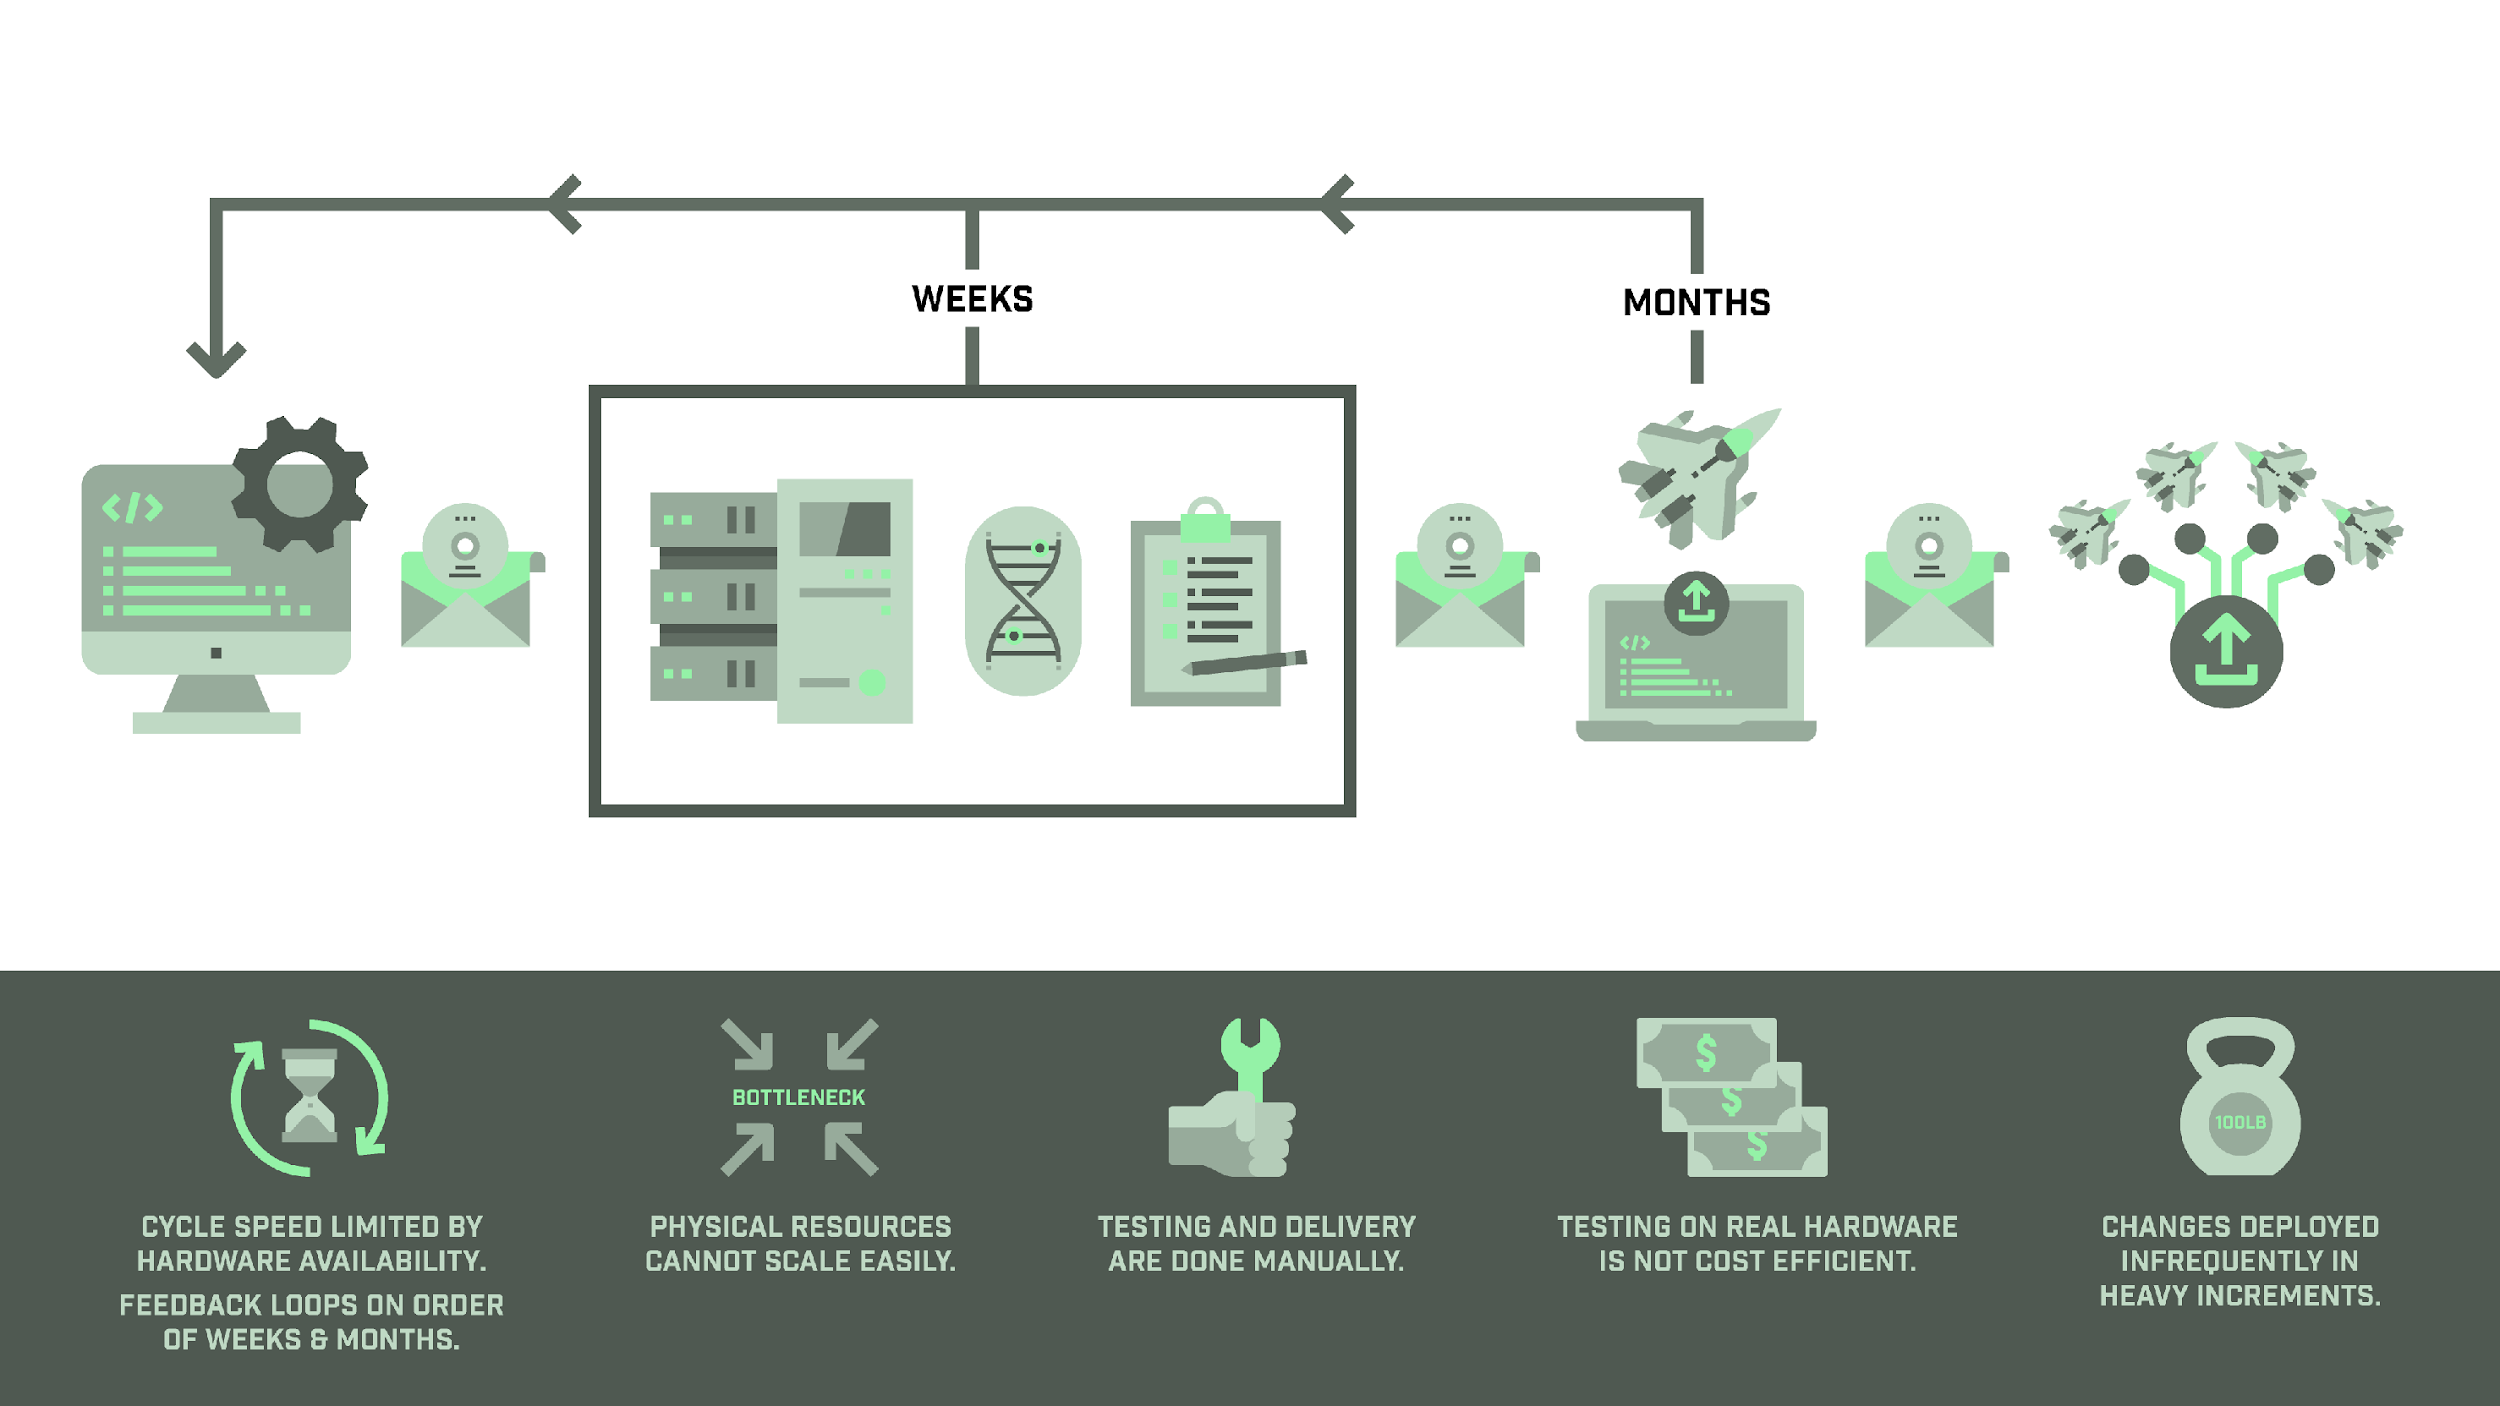 WEEKS
MONTHS
</>
</>
BOTTLENECK
$
$
$
100LB
CYCLE SPEED LIMITED BY
HARDWARE AVAILABILITY.
FEEDBACK LOOPS ON ORDER
OF WEEKS & MONTHS.
PHYSICAL RESOURCES
CANNOT SCALE EASILY.
TESTING AND DELIVERY
ARE DONE MANUALLY.
TESTING ON REAL HARDWARE
IS NOT COST EFFICIENT.
CHANGES DEPLOYED
INFREQUENTLY IN
HEAVY INCREMENTS.